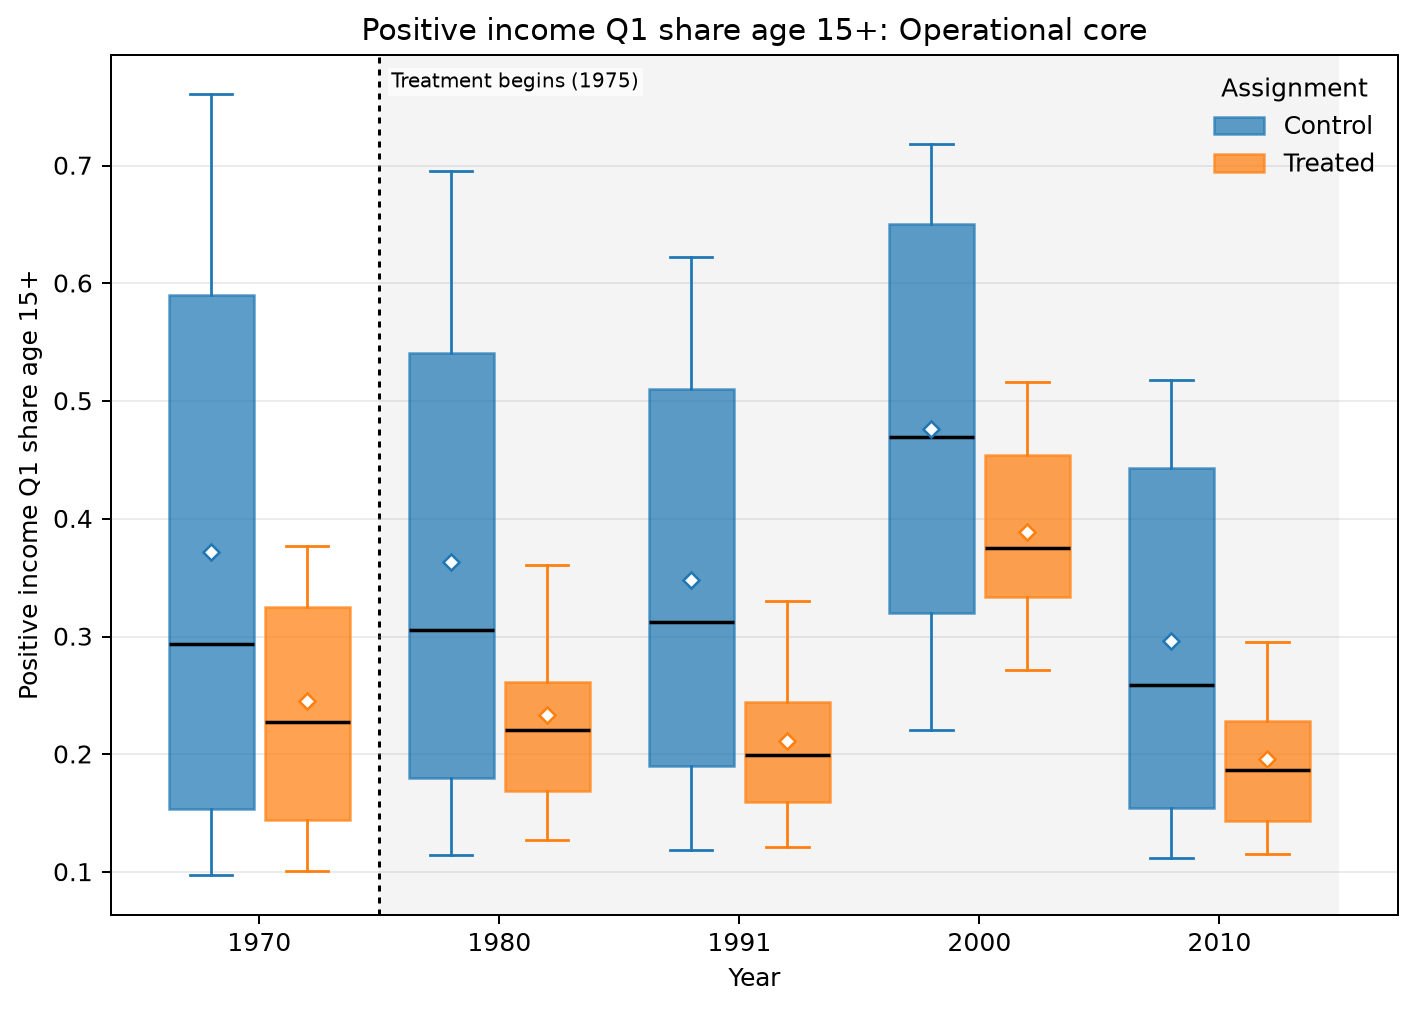 Positive income Q1 share age 15+: Operational core
Treatment begins (1975)
Assignment
Control
Treated
Positive income Q1 share age 15+
0.7
0.6
0.5
0.4
0.3
0.2
0.1
1970 1980 1991 2000 2010
Year